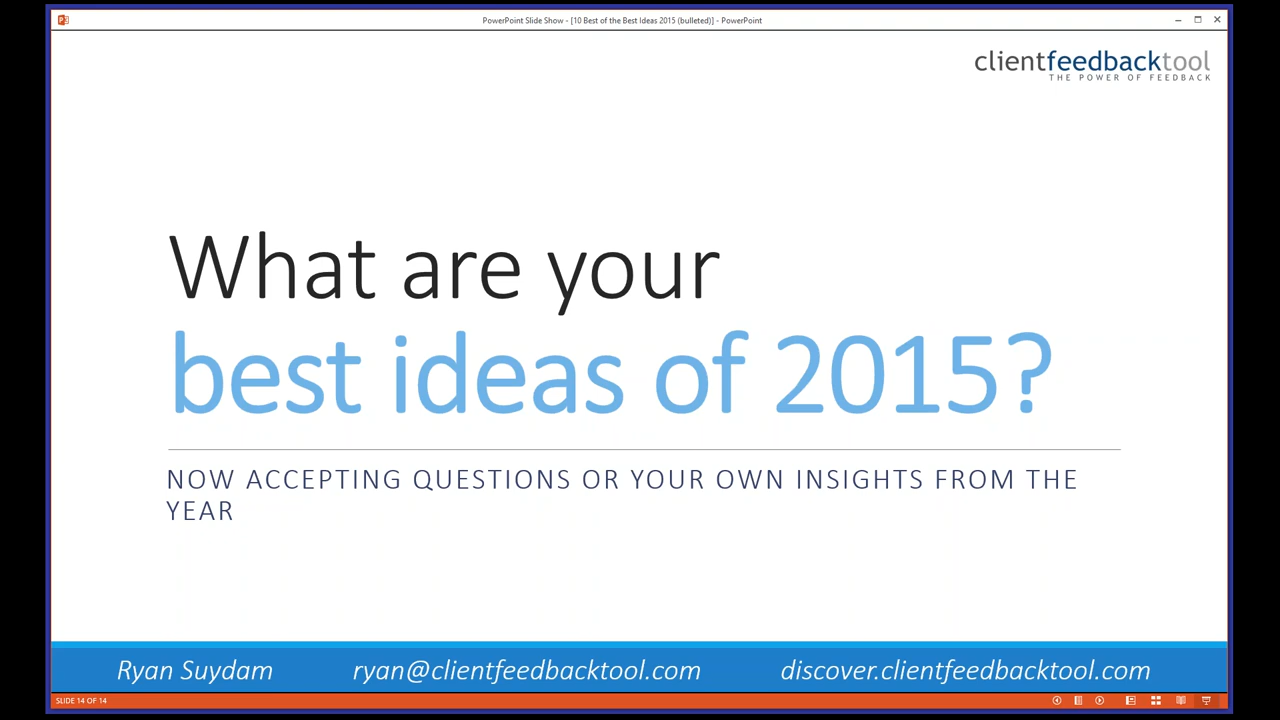 PowerPoint Slide Show - [10 Best of the Best Ideas 2015 (bulleted)] - PowerPoint
clientfeedbacktool
THE POWER OF FEEDBACK
What are your
best ideas of 2015?
NOW ACCEPTING QUESTIONS OR YOUR OWN INSIGHTS FROM THE
YEAR
Ryan Suydam ryan@clientfeedbacktool.com discover.clientfeedbacktool.com
SLIDE 14 OF 14